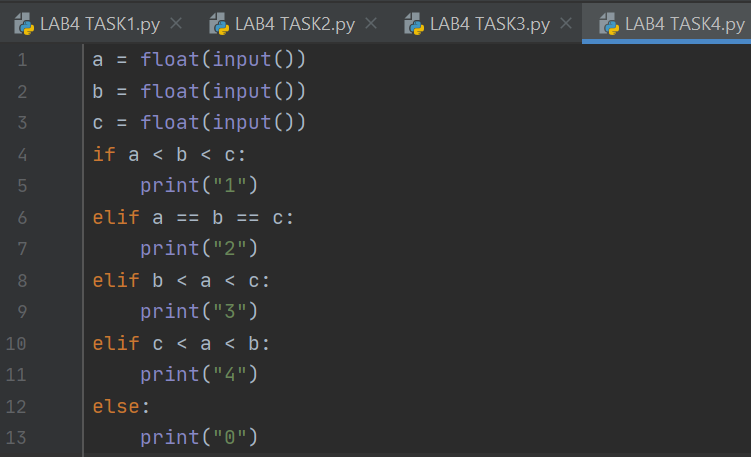 LAB4 TASK1.py LAB4 TASK2.py LAB4 TASK3.py LAB4 TASK4.py
1 a = float(input())
2 b = float(input())
3 c = float(input())
4 if a < b < c:
5     print("1")
6 elif a == b == c:
7     print("2")
8 elif b < a < c:
9     print("3")
10 elif c < a < b:
11     print("4")
12 else:
13     print("0")